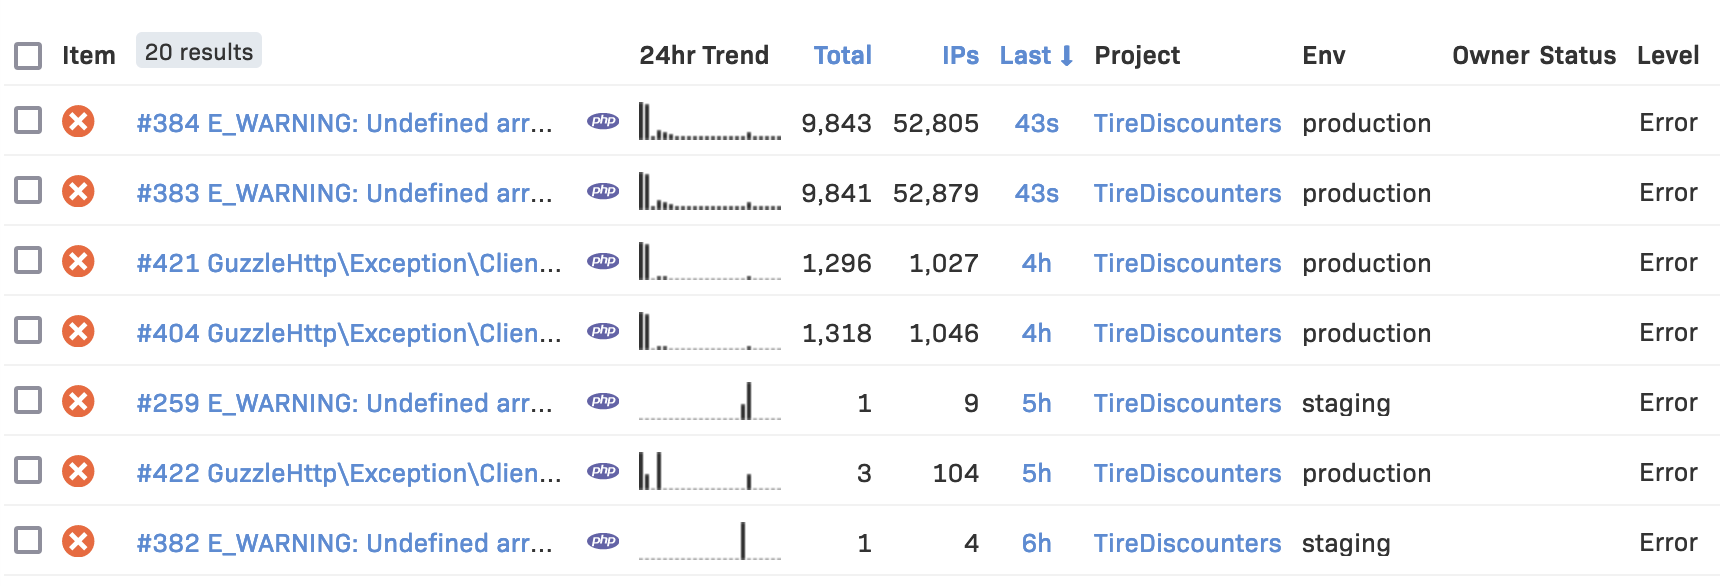 Item 20 results 24hr Trend Total IPs Last ↓ Project Env Owner Status Level
#384 E_WARNING: Undefined arr... php 9,843 52,805 43s TireDiscounters production Error
#383 E_WARNING: Undefined arr... php 9,841 52,879 43s TireDiscounters production Error
#421 GuzzleHttp\Exception\Clien... php 1,296 1,027 4h TireDiscounters production Error
#404 GuzzleHttp\Exception\Clien... php 1,318 1,046 4h TireDiscounters production Error
#259 E_WARNING: Undefined arr... php 1 9 5h TireDiscounters staging Error
#422 GuzzleHttp\Exception\Clien... php 3 104 5h TireDiscounters production Error
#382 E_WARNING: Undefined arr... php 1 4 6h TireDiscounters staging Error